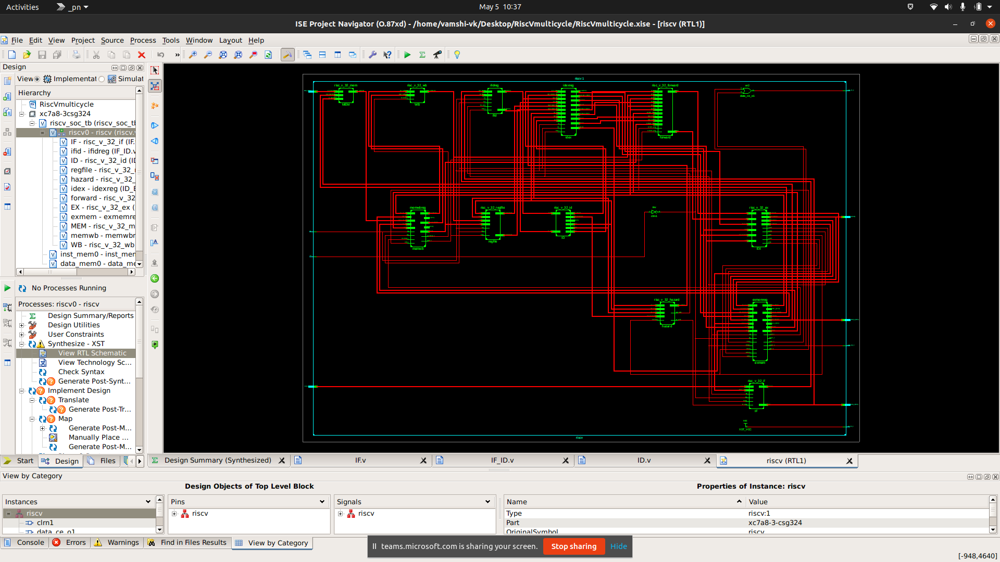 Activities
_pn
May 5 10:37
ISE Project Navigator (O.87xd) - /home/vamshi-vk/Desktop/RiscVmulticycle/RiscVmulticycle.xise - [riscv (RTL1)]
File Edit View Project Source Process Tools Window Layout Help
»
Design
View Implementat Simulat
Hierarchy
RiscVmulticycle
xc7a8-3csg324
riscv_soc_tb (riscv_soc_tb
riscv0 - riscv (riscv.
IF - risc_v_32_if (IF.
ifid - ifidreg (IF_ID.v
ID - risc_v_32_id (ID
regfile - risc_v_32_
hazard - risc_v_32_
idex - idexreg (ID_E
forward - risc_v_32
EX - risc_v_32_ex (
exmem - exmemre
MEM - risc_v_32_m
memwb - memwbr
WB - risc_v_32_wb
inst_mem0 - inst_mem
data_mem0 - data_me
No Processes Running
Processes: riscv0 - riscv
Design Summary/Reports
Design Utilities
User Constraints
Synthesize - XST
View RTL Schematic
View Technology Sc...
Check Syntax
Generate Post-Synt...
Implement Design
Translate
Generate Post-Tr...
Map
Generate Post-M...
Manually Place ...
Generate Post-M...
Start
Design
Files
riscv:1
risc_v_32_mem
MEM
risc_v_32_wb
WB
ifidreg
ifid
idexreg
idex
risc_v_32_forward
forward
or2
data_ce_o1
memwbreg
memwb
risc_v_32_regfile
regfile
risc_v_32_id
ID
inv
clrn1
risc_v_32_ex
EX
risc_v_32_hazard
hazard
exmemreg
exmem
risc_v_32_if
IF
vcc
XST_VCC
riscv
Design Summary (Synthesized)
IF.v
IF_ID.v
ID.v
riscv (RTL1)
View by Category
Design Objects of Top Level Block
Properties of Instance: riscv
Instances
riscv
clrn1
data_ce_o1
Pins
riscv
Signals
riscv
Name Value
Type riscv:1
Part xc7a8-3-csg324
OriginalSymbol riscv
Console
Errors
Warnings
Find in Files Results
View by Category
teams.microsoft.com is sharing your screen.
Stop sharing
Hide
[-948,4640]